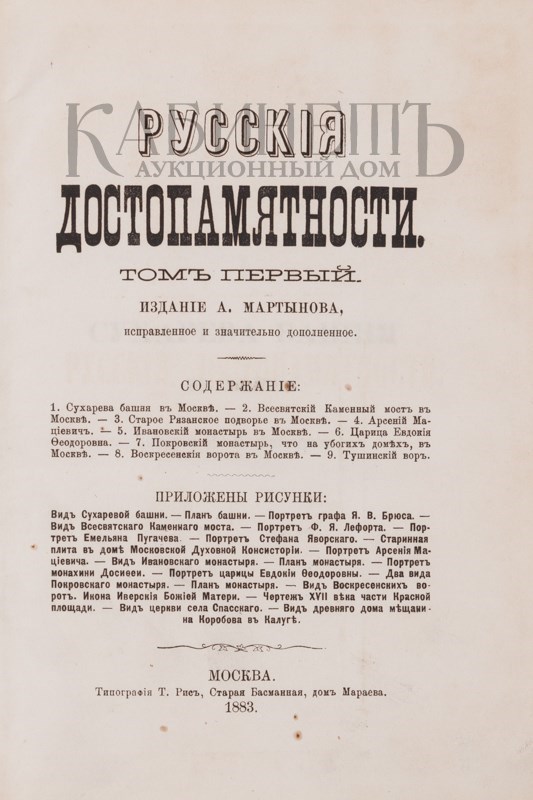 КАБИНЕТЪ
РУССКІЯ
АУКЦИОННЫЙ ДОМ
ДОСТОПАМЯТНОСТИ.
ТОМЪ ПЕРВЫЙ.
ИЗДАНІЕ А. МАРТЫНОВА,
исправленное и значительно дополненное.
СОДЕРЖАНІЕ:
1. Сухарева башня въ Москвѣ. — 2. Всесвятскій Каменный мостъ въ
Москвѣ. — 3. Старое Рязанское подворье въ Москвѣ. — 4. Арсеній Ма-
цѣевичъ. — 5. Ивановскій монастырь въ Москвѣ. — 6. Царица Евдокія
Ѳеодоровна. — 7. Покровскій монастырь, что на убогихъ домѣхъ, въ
Москвѣ. — 8. Воскресенскія ворота въ Москвѣ. — 9. Тушинскій воръ.
ПРИЛОЖЕНЫ РИСУНКИ:
Видъ Сухаревой башни. — Планъ башни. — Портретъ графа Я. В. Брюса. —
Видъ Всесвятскаго Каменнаго моста. — Портретъ Ф. Я. Лефорта. — Пор-
третъ Емельяна Пугачева. — Портретъ Стефана Яворскаго. — Старинная
плита въ домѣ Московской Духовной Консисторіи. — Портретъ Арсенія Ма-
цѣевича. — Видъ Ивановскаго монастыря. — Планъ монастыря. — Портретъ
монахини Досиѳеи. — Портретъ царицы Евдокіи Ѳеодоровны. — Два вида
Покровскаго монастыря. — Планъ монастыря. — Видъ Воскресенскихъ во-
ротъ. Икона Иверскія Божіей Матери. — Чертежъ XVII вѣка части Красной
площади. — Видъ церкви села Спасскаго. — Видъ древняго дома мѣщани-
на Коробова въ Калугѣ.
МОСКВА.
Типографія Т. Рисъ, Старая Басманная, домъ Мараева.
1883.